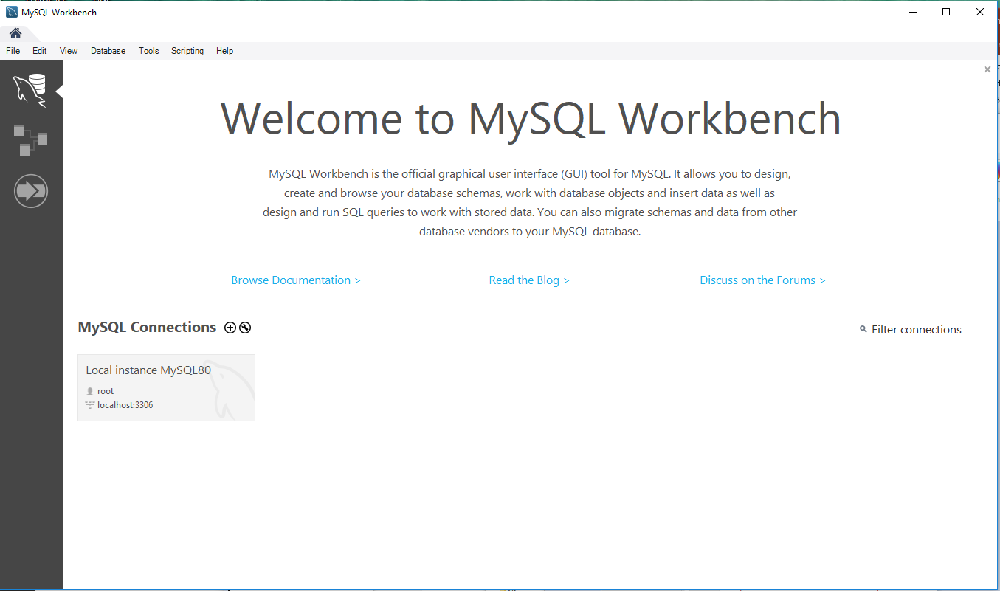 MySQL Workbench
File Edit View Database Tools Scripting Help
Welcome to MySQL Workbench
MySQL Workbench is the official graphical user interface (GUI) tool for MySQL. It allows you to design,
create and browse your database schemas, work with database objects and insert data as well as
design and run SQL queries to work with stored data. You can also migrate schemas and data from other
database vendors to your MySQL database.
Browse Documentation > Read the Blog > Discuss on the Forums >
MySQL Connections Filter connections
Local instance MySQL80
root
localhost:3306